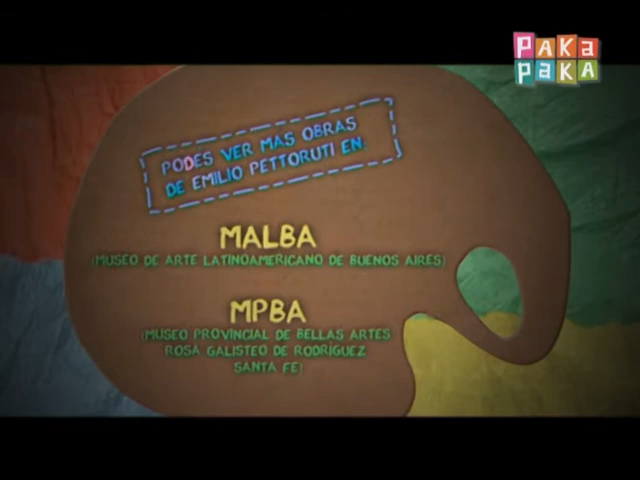 PAKA
PAKA
PODES VER MAS OBRAS
DE EMILIO PETTORUTI EN:
MALBA
(MUSEO DE ARTE LATINOAMERICANO DE BUENOS AIRES)
MPBA
(MUSEO PROVINCIAL DE BELLAS ARTES
ROSA GALISTEO DE RODRÍGUEZ
SANTA FE)